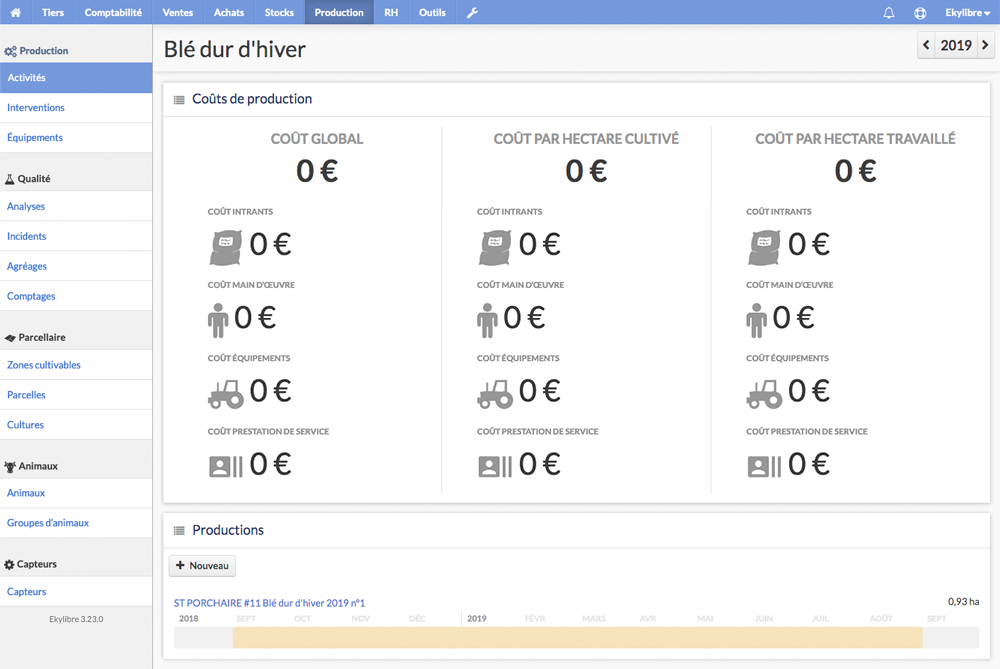 Tiers Comptabilité Ventes Achats Stocks Production RH Outils Ekylibre
Production
Activités
Interventions
Équipements
Qualité
Analyses
Incidents
Agréages
Comptages
Parcellaire
Zones cultivables
Parcelles
Cultures
Animaux
Animaux
Groupes d'animaux
Capteurs
Capteurs
Ekylibre 3.23.0
Blé dur d'hiver
2019
Coûts de production
COÛT GLOBAL
0 €
COÛT INTRANTS
0 €
COÛT MAIN D'ŒUVRE
0 €
COÛT ÉQUIPEMENTS
0 €
COÛT PRESTATION DE SERVICE
0 €
COÛT PAR HECTARE CULTIVÉ
0 €
COÛT INTRANTS
0 €
COÛT MAIN D'ŒUVRE
0 €
COÛT ÉQUIPEMENTS
0 €
COÛT PRESTATION DE SERVICE
0 €
COÛT PAR HECTARE TRAVAILLÉ
0 €
COÛT INTRANTS
0 €
COÛT MAIN D'ŒUVRE
0 €
COÛT ÉQUIPEMENTS
0 €
COÛT PRESTATION DE SERVICE
0 €
Productions
Nouveau
ST PORCHAIRE #11 Blé dur d'hiver 2019 n°1 0,93 ha
2018 SEPT OCT NOV DÉC 2019 FÉVR MARS AVR MAI JUIN JUIL AOÛT SEPT